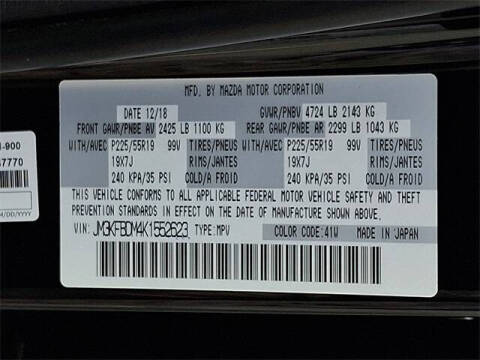 MFD. BY MAZDA MOTOR CORPORATION
DATE 12/18 GVWR/PNBV 4724 LB 2143 KG
FRONT GAWR/PNBE AV 2425 LB 1100 KG REAR GAWR/PNBE AR 2299 LB 1043 KG
WITH/AVEC P225/55R19 99V TIRES/PNEUS WITH/AVEC P225/55R19 99V TIRES/PNEUS
19X7J RIMS/JANTES 19X7J RIMS/JANTES
240 KPA/35 PSI COLD/A FROID 240 KPA/35 PSI COLD/A FROID
THIS VEHICLE CONFORMS TO ALL APPLICABLE FEDERAL MOTOR VEHICLE SAFETY AND THEFT
PREVENTION STANDARDS IN EFFECT ON THE DATE OF MANUFACTURE SHOWN ABOVE.
VIN: JM3KFBDM4K1552623, TYPE: MPV COLOR CODE: 41W MADE IN JAPAN
-900
7770
/DD/YYYY